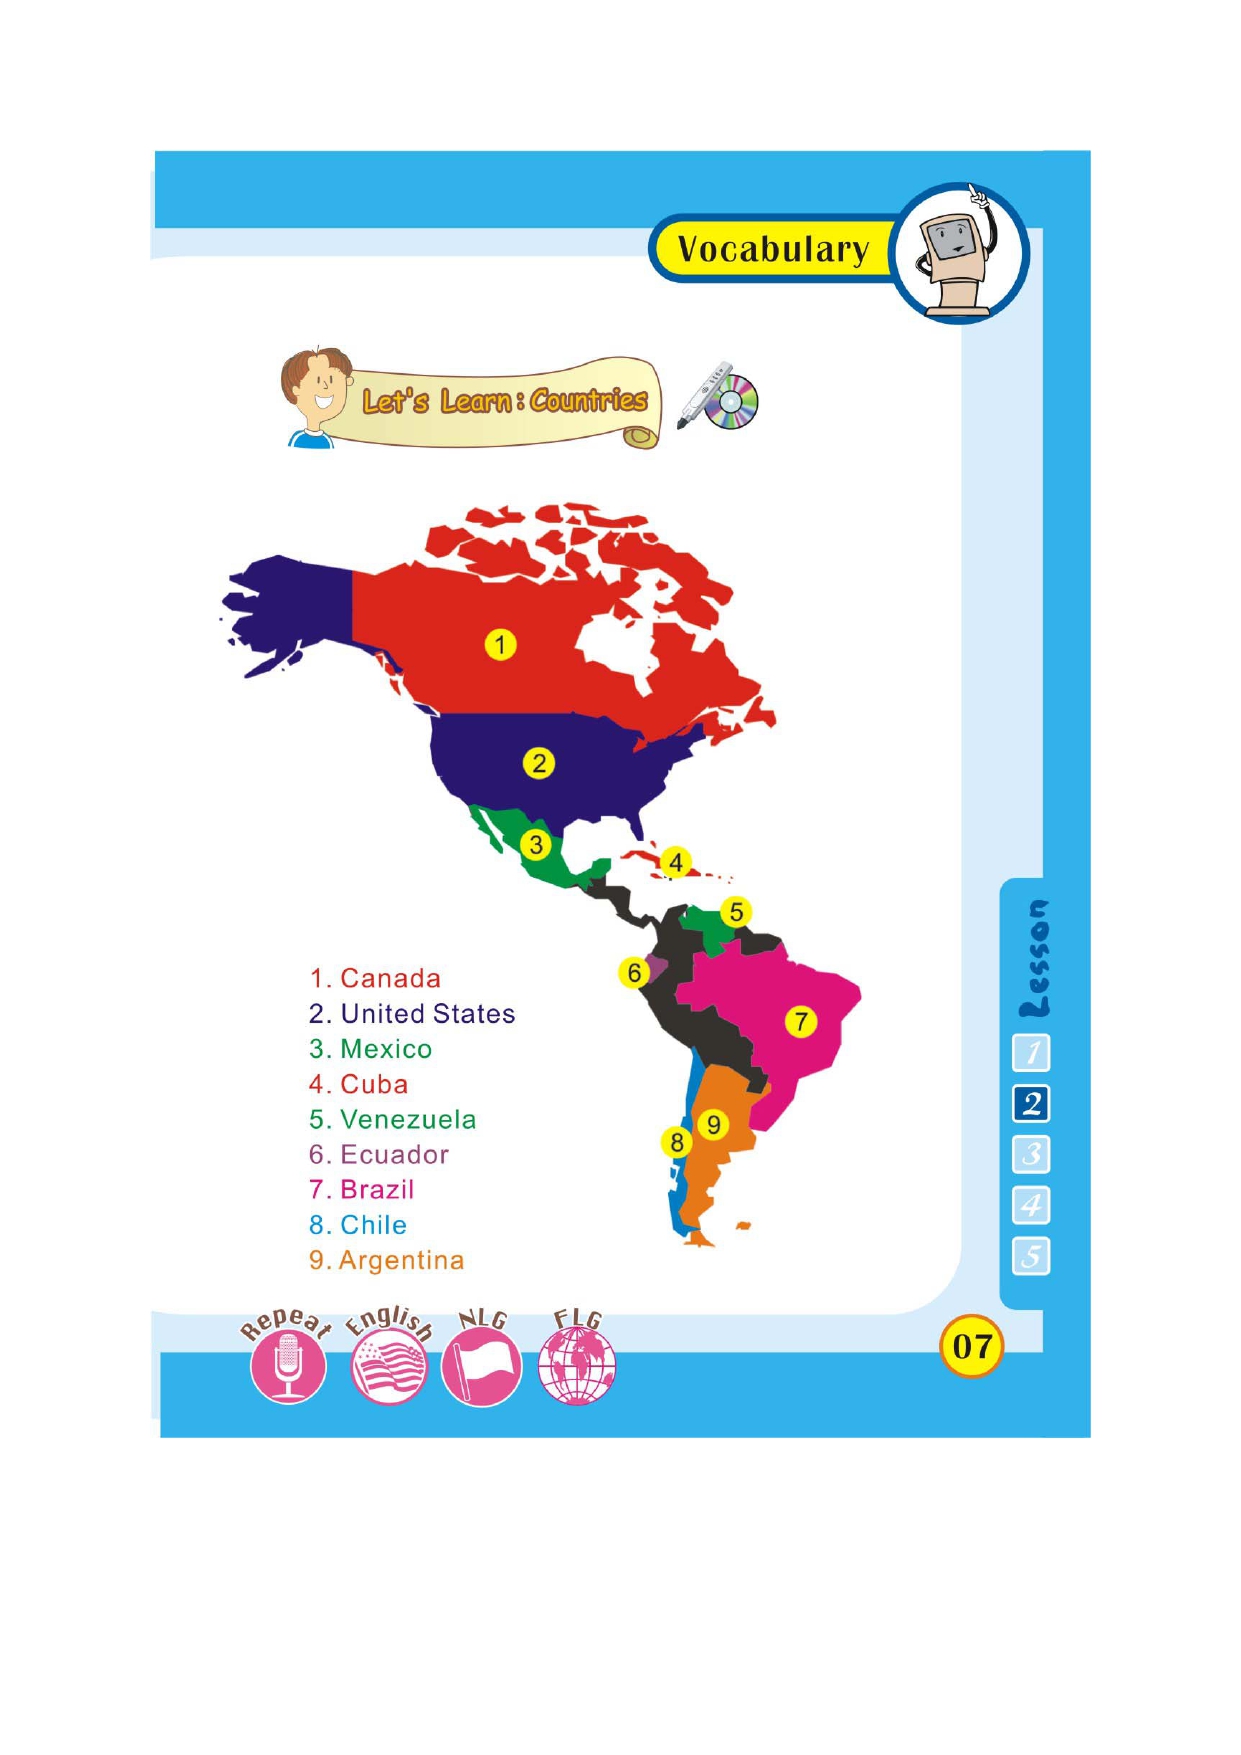 Vocabulary
Let's Learn : Countries
1
2
3
4
5
6
7
8
9
1. Canada
2. United States
3. Mexico
4. Cuba
5. Venezuela
6. Ecuador
7. Brazil
8. Chile
9. Argentina
Lesson
1
2
3
4
5
Repeat
English
NLG
FLG
07